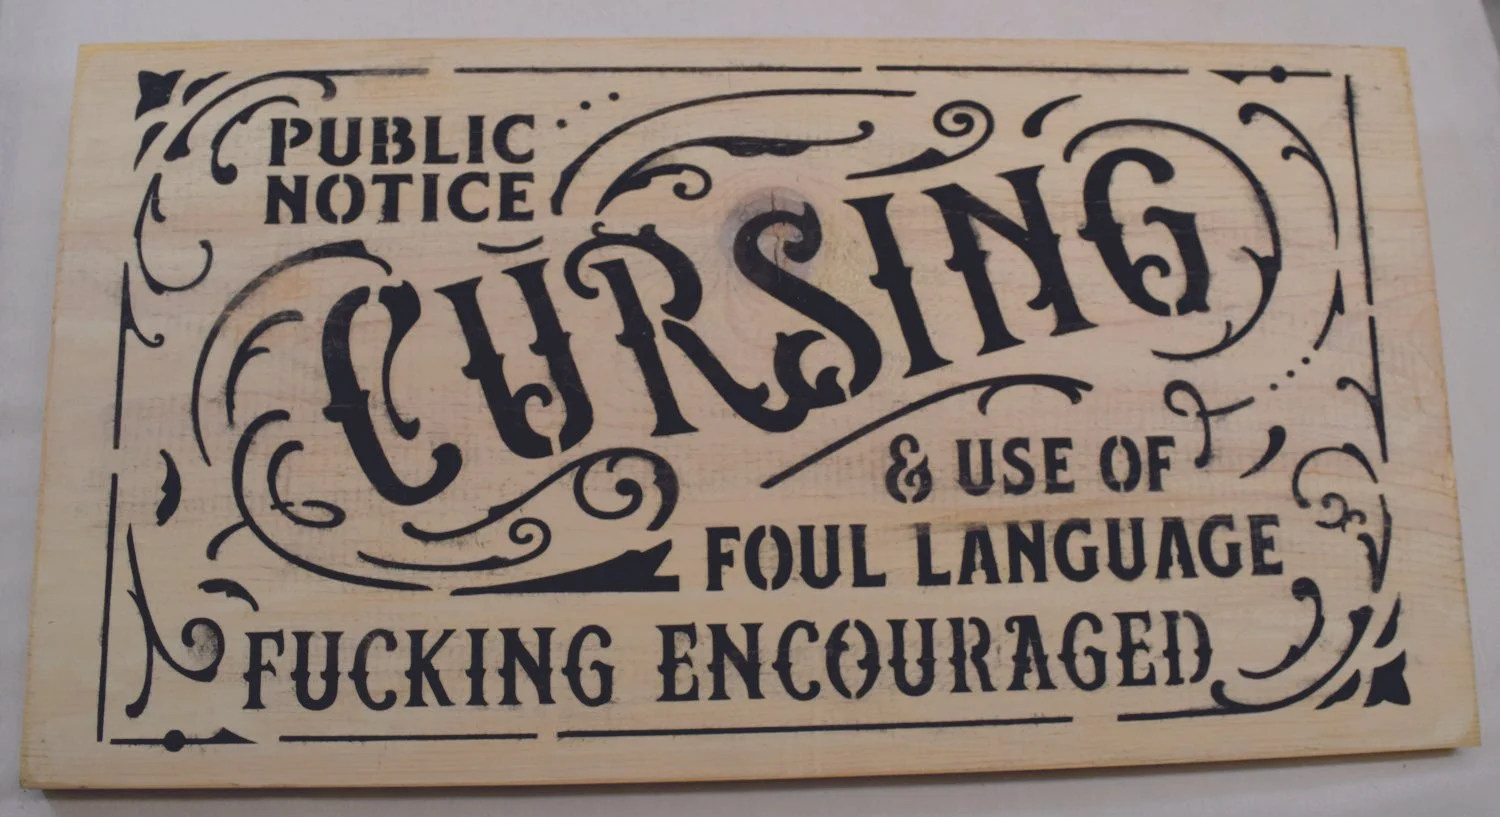 PUBLIC
NOTICE
CURSING
& USE OF
FOUL LANGUAGE
FUCKING ENCOURAGED